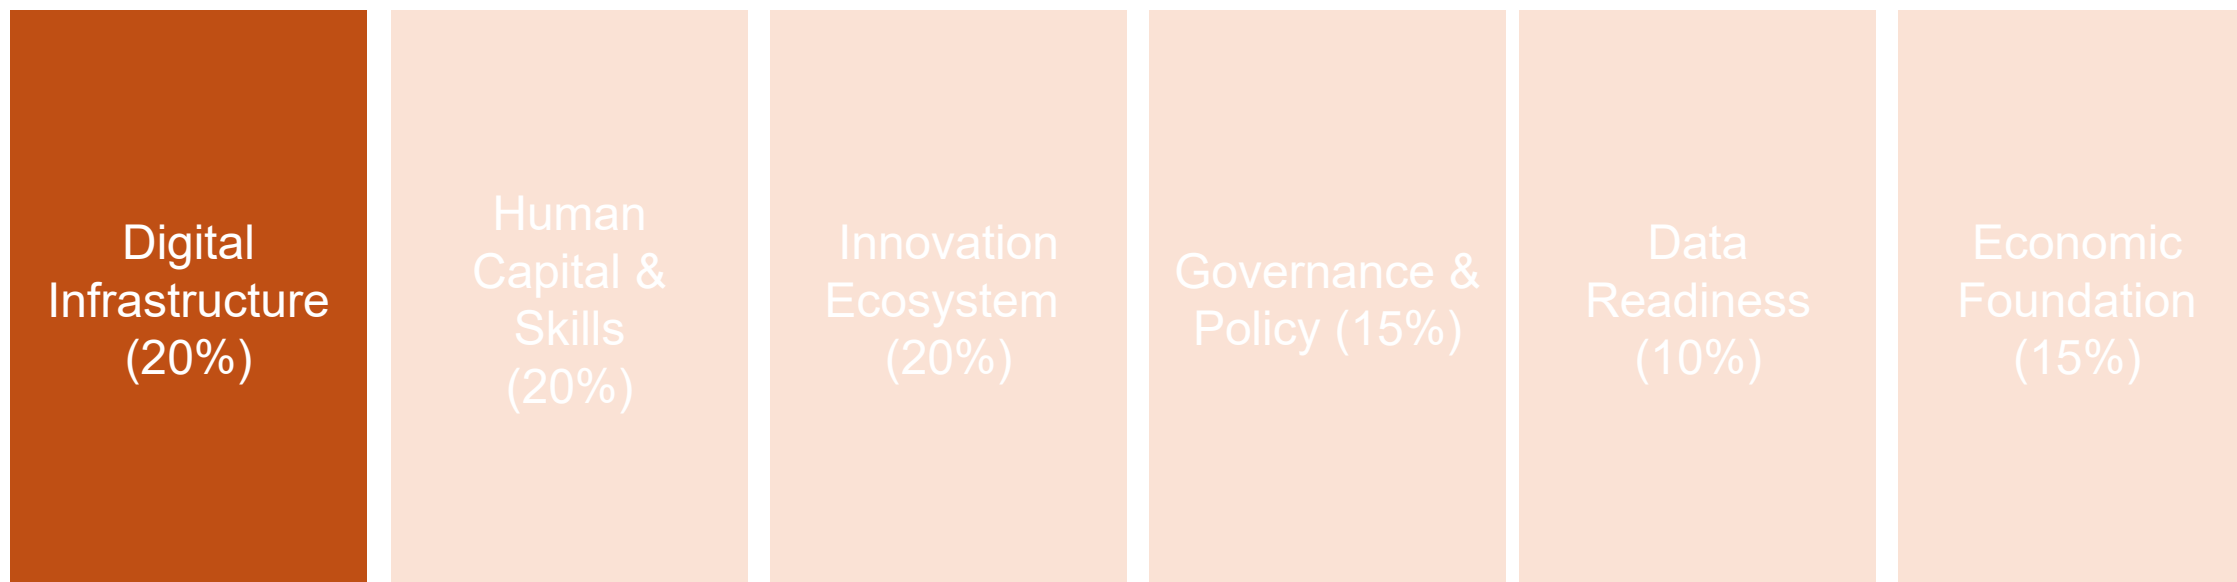 Digital
Infrastructure
(20%)
Human
Capital &
Skills
(20%)
Innovation
Ecosystem
(20%)
Governance &
Policy (15%)
Data
Readiness
(10%)
Economic
Foundation
(15%)